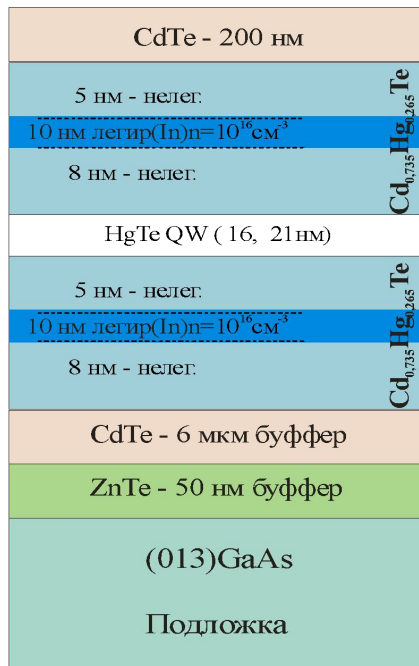 CdTe - 200 нм
5 нм - нелег.
10 нм легир(In)n=10¹⁶см⁻³
8 нм - нелег.
Cd₀,₇₃₅Hg₀,₂₆₅Te
HgTe QW ( 16, 21нм)
5 нм - нелег.
10 нм легир(In)n=10¹⁶см⁻³
8 нм - нелег.
Cd₀,₇₃₅Hg₀,₂₆₅Te
CdTe - 6 мкм буффер
ZnTe - 50 нм буффер
(013)GaAs
Подложка